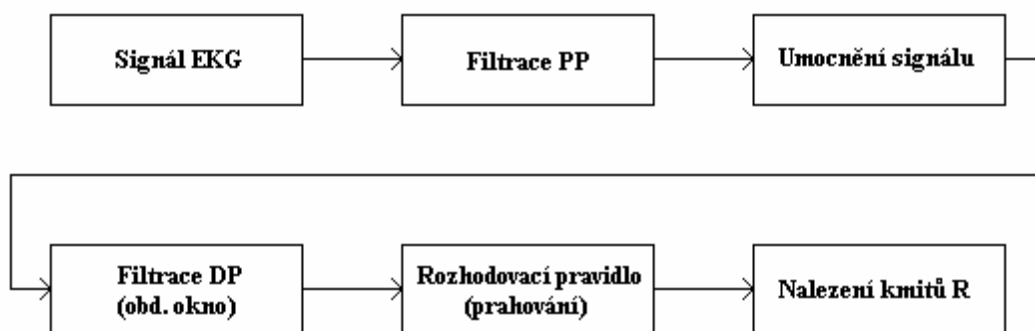 Signál EKG
Filtrace PP
Umocnění signálu
Filtrace DP
(obd. okno)
Rozhodovací pravidlo
(prahování)
Nalezení kmitů R